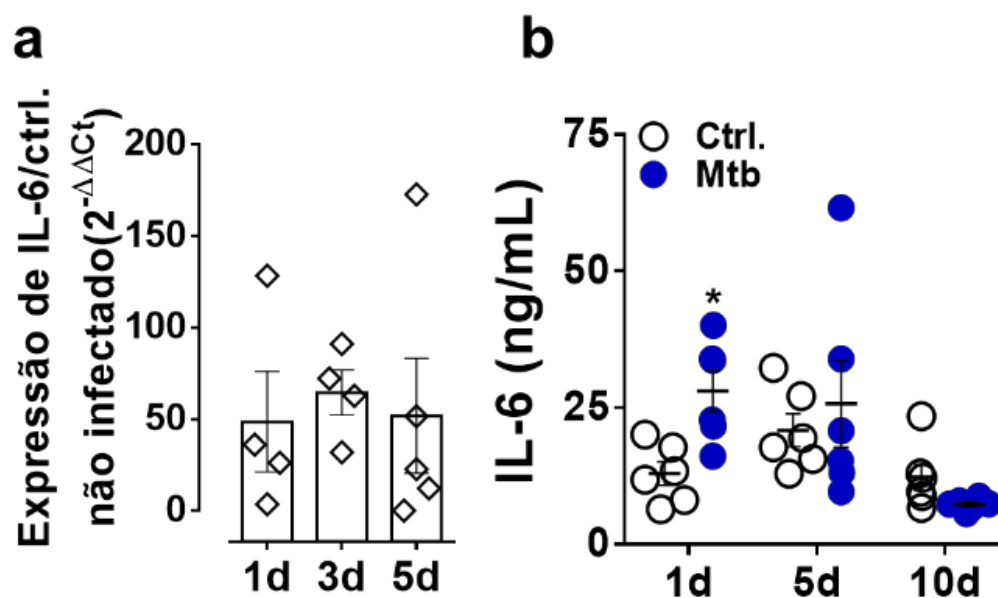 a
Expressão de IL-6/ctrl.
não infectado(2-ΔΔCt)
200
150
100
50
0
1d 3d 5d
b
IL-6 (ng/mL)
75
50
25
0
Ctrl.
Mtb
*
1d 5d 10d